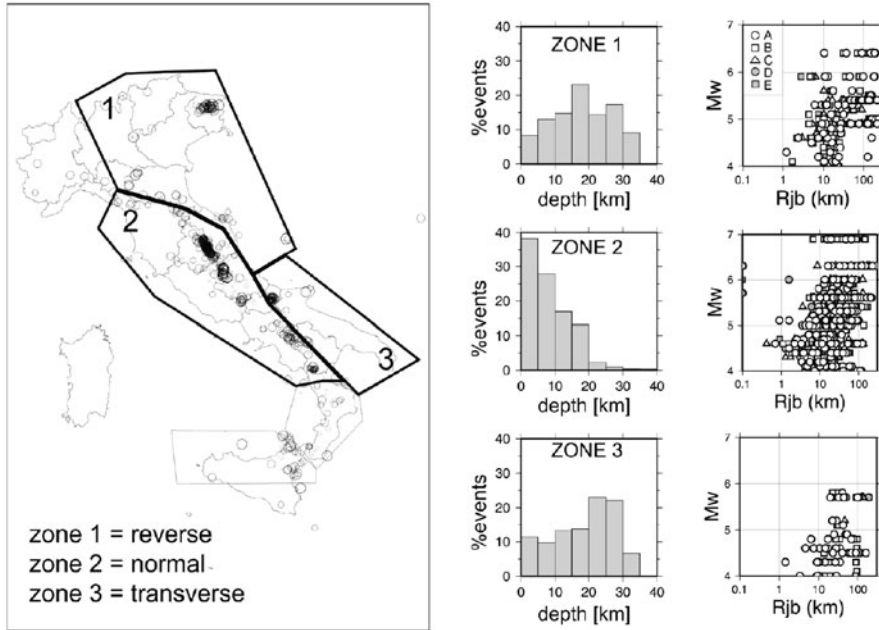 1
2
3
zone 1 = reverse
zone 2 = normal
zone 3 = transverse
ZONE 1
%events
40
30
20
10
0
0 10 20 30 40
depth [km]
ZONE 2
%events
40
30
20
10
0
0 10 20 30 40
depth [km]
ZONE 3
%events
40
30
20
10
0
0 10 20 30 40
depth [km]
A
B
C
D
E
Mw
7
6
5
4
0.1 1 10 100
Rjb (km)
Mw
7
6
5
4
0.1 1 10 100
Rjb (km)
Mw
7
6
5
4
0.1 1 10 100
Rjb (km)